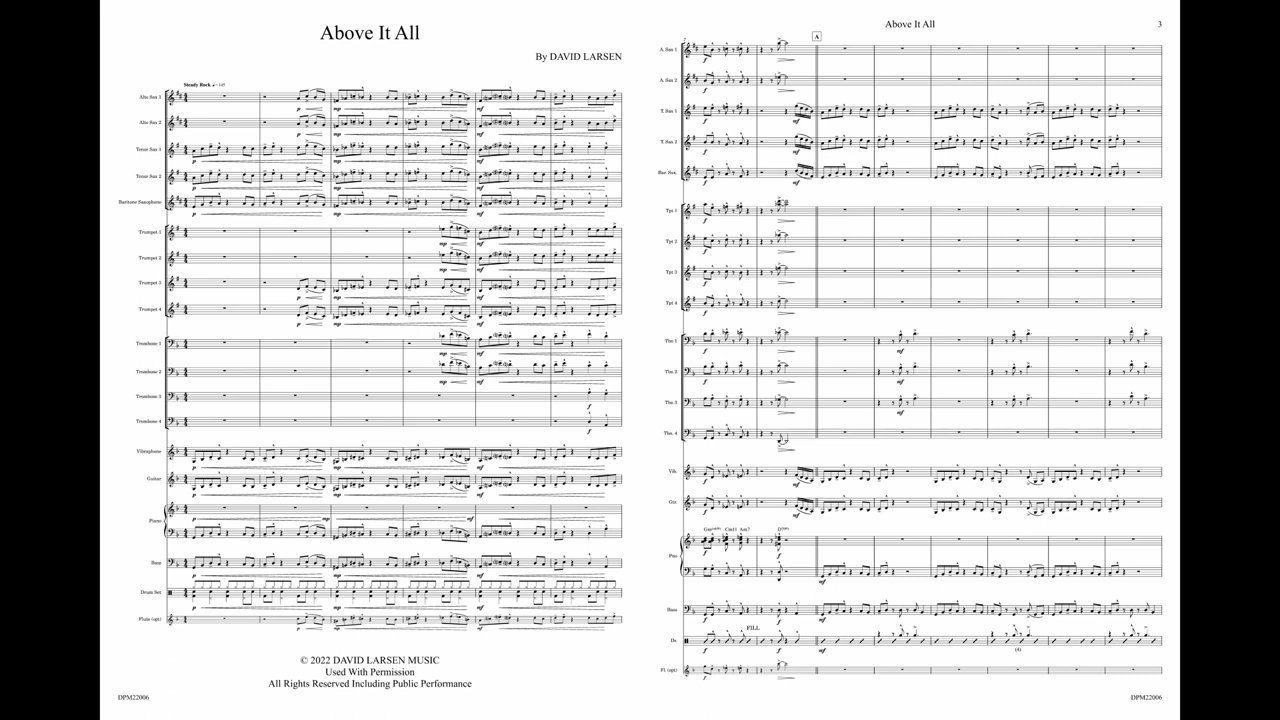 Above It All
By DAVID LARSEN
Steady Rock ♩= 145
Alto Sax 1
Alto Sax 2
Tenor Sax 1
Tenor Sax 2
Baritone Saxophone
Trumpet 1
Trumpet 2
Trumpet 3
Trumpet 4
Trombone 1
Trombone 2
Trombone 3
Trombone 4
Vibraphone
Guitar
Piano
Bass
Drum Set
Flute (opt)
© 2022 DAVID LARSEN MUSIC
Used With Permission
All Rights Reserved Including Public Performance
DPM22006
Above It All
3
A
A. Sax 1
A. Sax 2
T. Sax 1
T. Sax 2
Bari. Sax.
Tpt 1
Tpt 2
Tpt 3
Tpt 4
Tbn 1
Tbn 2
Tbn 3
Tbn. 4
Vib.
Gtr.
Cm11 Am7
Pno
Bass
FILL
Ds
(4)
Fl. (opt)
DPM22006